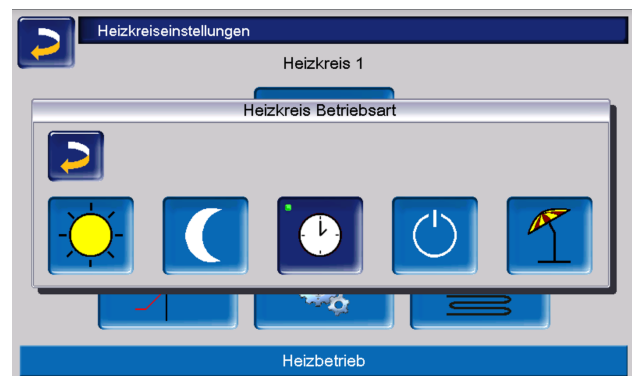 Heizkreiseinstellungen
Heizkreis 1
Heizkreis Betriebsart
Heizbetrieb